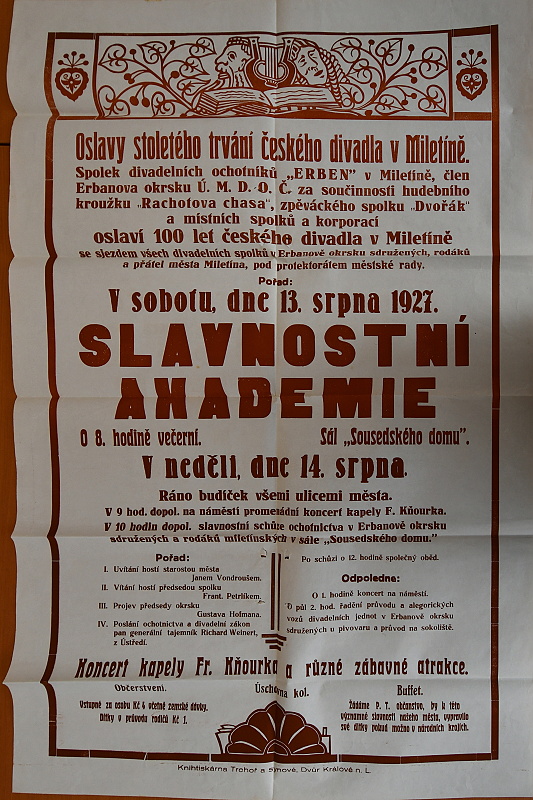 Oslavy stoletého trvání českého divadla v Miletíně.
Spolek divadelních ochotníků „ERBEN" v Miletíně, člen
Erbanova okrsku Ú. M. D. O. Č. za součinnosti hudebního
kroužku „Rachotova chasa", zpěváckého spolku „Dvořák"
a místních spolků a korporací
oslaví 100 let českého divadla v Miletíně
se sjezdem všech divadelních spolků v Erbanově okrsku sdružených, rodáků
a přátel města Miletína, pod protektorátem městské rady.
Pořad:
V sobotu, dne 13. srpna 1927.
SLAVNOSTNÍ
AKADEMIE
O 8. hodině večerní.
Sál „Sousedského domu".
V neděli, dne 14. srpna.
Ráno budíček všemi ulicemi města.
V 9 hod. dopol. na náměstí promenádní koncert kapely F. Kňourka.
V 10 hodin dopol. slavnostní schůze ochotnictva v Erbanově okrsku
sdružených a rodáků miletínských v sále „Sousedského domu."
Pořad:
I. Uvítání hostí starostou města
Janem Vondroušem.
II. Vítání hostí předsedou spolku
Frant. Petrlíkem.
III. Projev předsedy okrsku
Gustava Hofmana.
IV. Poslání ochotnictva a divadelní zákon
pan generální tajemník Richard Weinert,
z Ústředí.
Po schůzi o 12. hodině společný oběd.
Odpoledne:
O 1. hodině koncert na náměstí.
O půl 2. hod. řadění průvodu a alegorických
vozů divadelních jednot v Erbanově okrsku
sdružených u pivovaru a průvod na sokoliště.
Koncert kapely Fr. Kňourka a různé zábavné atrakce.
Občerstvení.
Úschovna kol.
Buffet.
Vstupné za osobu Kč 4 včetně zemské dávky.
Dítky v průvodu rodičů Kč 1.
Žádáme P. T. občanstvo, by k této
významné slavnosti našeho města, vypravilo
své dítky pokud možno v národních krojích.
Knihtiskárna Trohoř a synové, Dvůr Králové n. L.